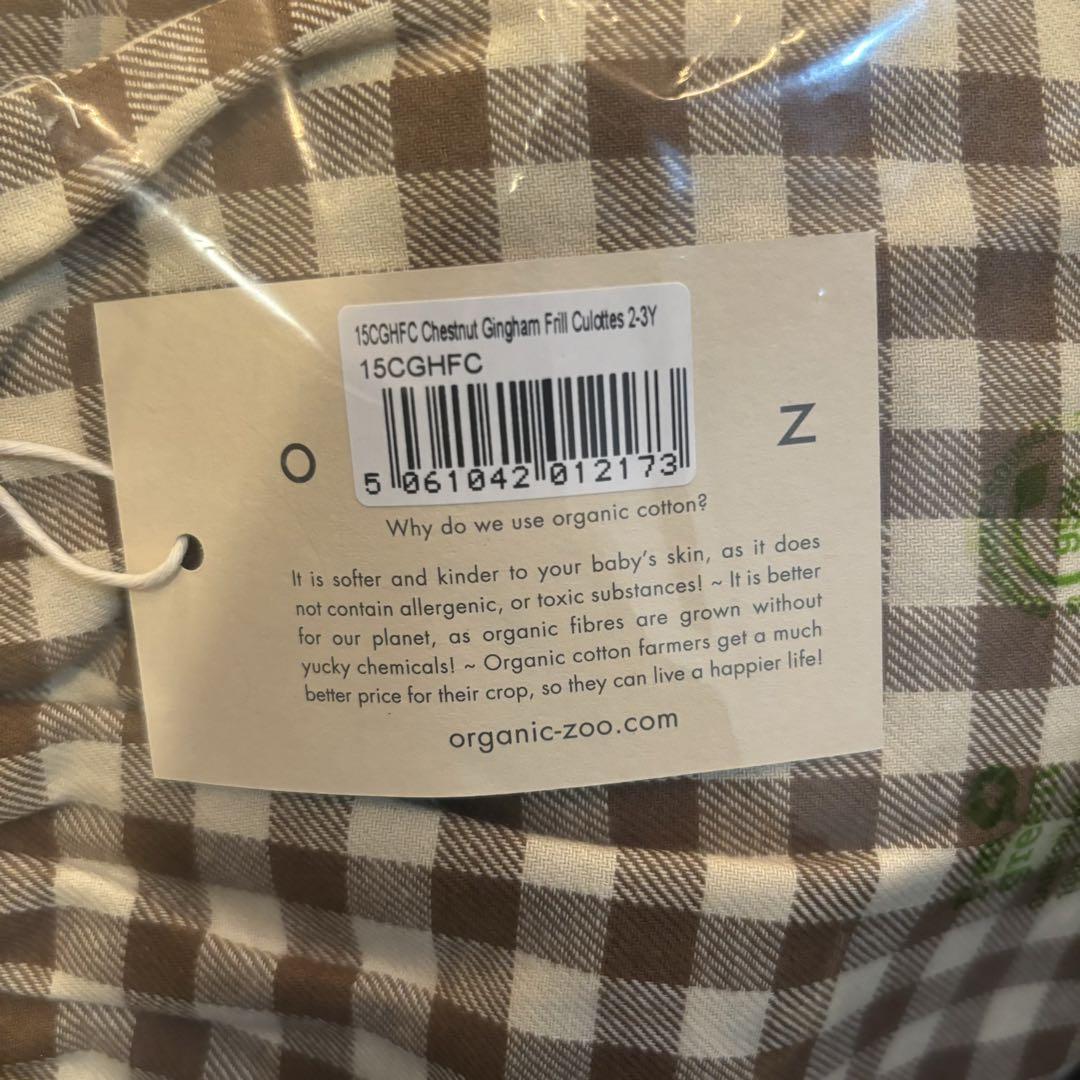 15CGHFC Chestnut Gingham Frill Culottes 2-3Y
15CGHFC
5 061042 012173
O Z
Why do we use organic cotton?
It is softer and kinder to your baby's skin, as it does
not contain allergenic, or toxic substances! ~ It is better
for our planet, as organic fibres are grown without
yucky chemicals! ~ Organic cotton farmers get a much
better price for their crop, so they can live a happier life!
organic-zoo.com